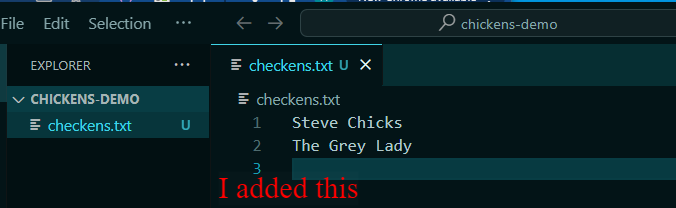 File Edit Selection ··· chickens-demo
EXPLORER ···
checkens.txt U
CHICKENS-DEMO
checkens.txt U
checkens.txt
1 Steve Chicks
2 The Grey Lady
3
I added this